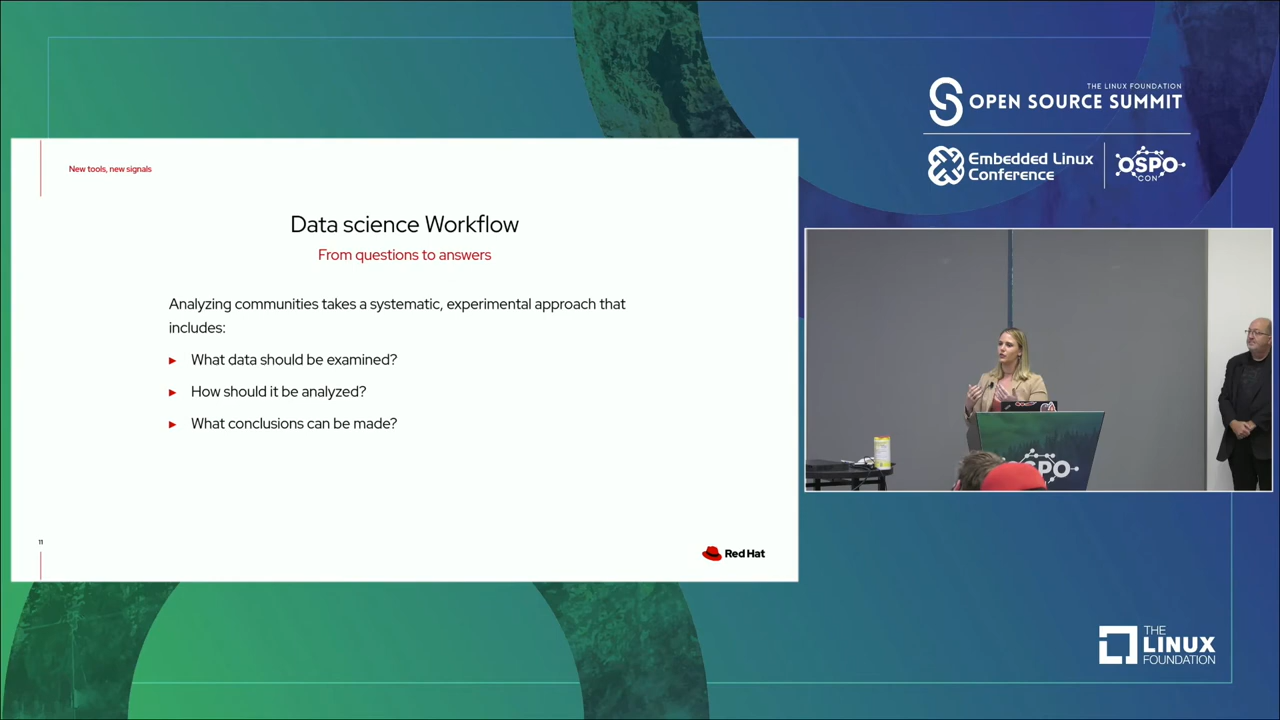 New tools, new signals
Data science Workflow
From questions to answers
Analyzing communities takes a systematic, experimental approach that
includes:
What data should be examined?
How should it be analyzed?
What conclusions can be made?
11
Red Hat
THE LINUX FOUNDATION
OPEN SOURCE SUMMIT
Embedded Linux
Conference
OSPO
CON
OSPO
THE
LINUX
FOUNDATION